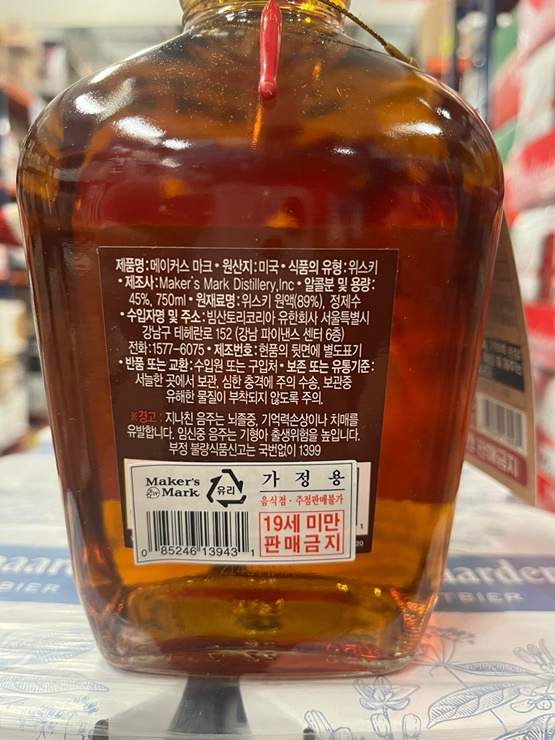 제품명:메이커스 마크 • 원산지:미국 • 식품의 유형:위스키
• 제조사:Maker's Mark Distillery,Inc • 알콜분 및 용량:
45%, 750ml • 원재료명:위스키 원액(89%), 정제수
• 수입자명 및 주소:빔산토리코리아 유한회사 서울특별시
강남구 테헤란로 152 (강남 파이낸스 센터 6층)
전화:1577-6075 • 제조번호:현품의 뒷면에 별도표기
• 반품 또는 교환:수입원 또는 구입처 • 보존 또는 유통기준:
서늘한 곳에서 보관, 심한 충격에 주의 수송, 보관중
유해한 물질이 부착되지 않도록 주의.
※경고 : 지나친 음주는 뇌졸중, 기억력손상이나 치매를
유발합니다. 임신중 음주는 기형아 출생위험을 높입니다.
부정 불량식품신고는 국번없이 1399
Maker's
Mark
유리
가 정 용
음식점·주점판매불가
19세 미만
판매금지
0 85246 13943 1
aarden
BIER